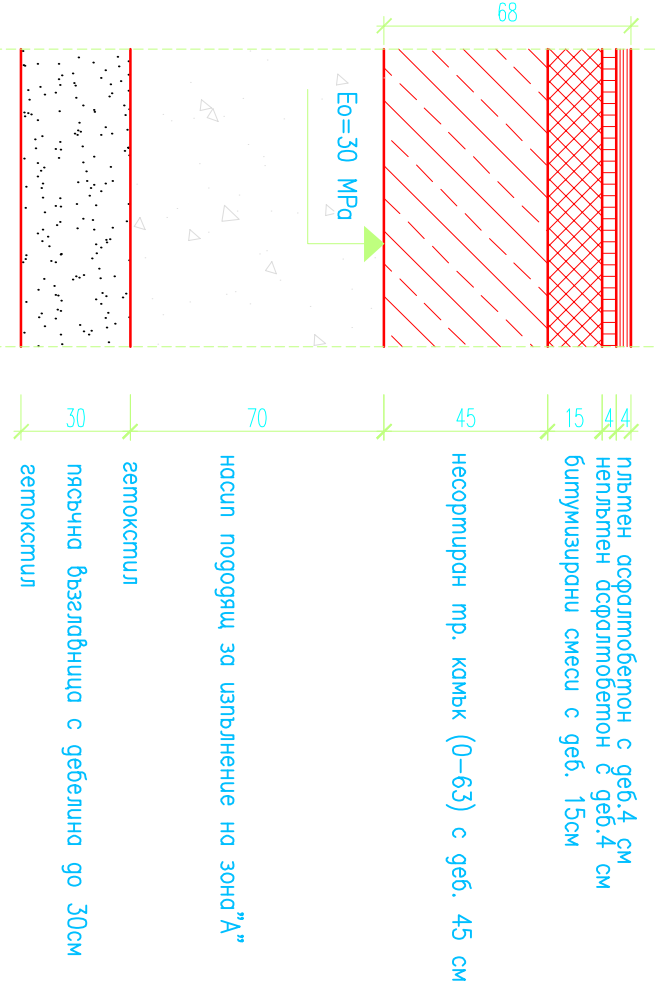 68
Eo=30 MPa
4
4
15
45
70
30
плътен асфалтобетон с деб.4 см
неплътен асфалтобетон с деб.4 см
битумизирани смеси с деб. 15см
несортиран тр. камък (0-63) с деб. 45 см
насип пододящ за изпълнение на зона"А"
геотокстил
пясъчна възглавница с дебелина до 30см
геотокстил